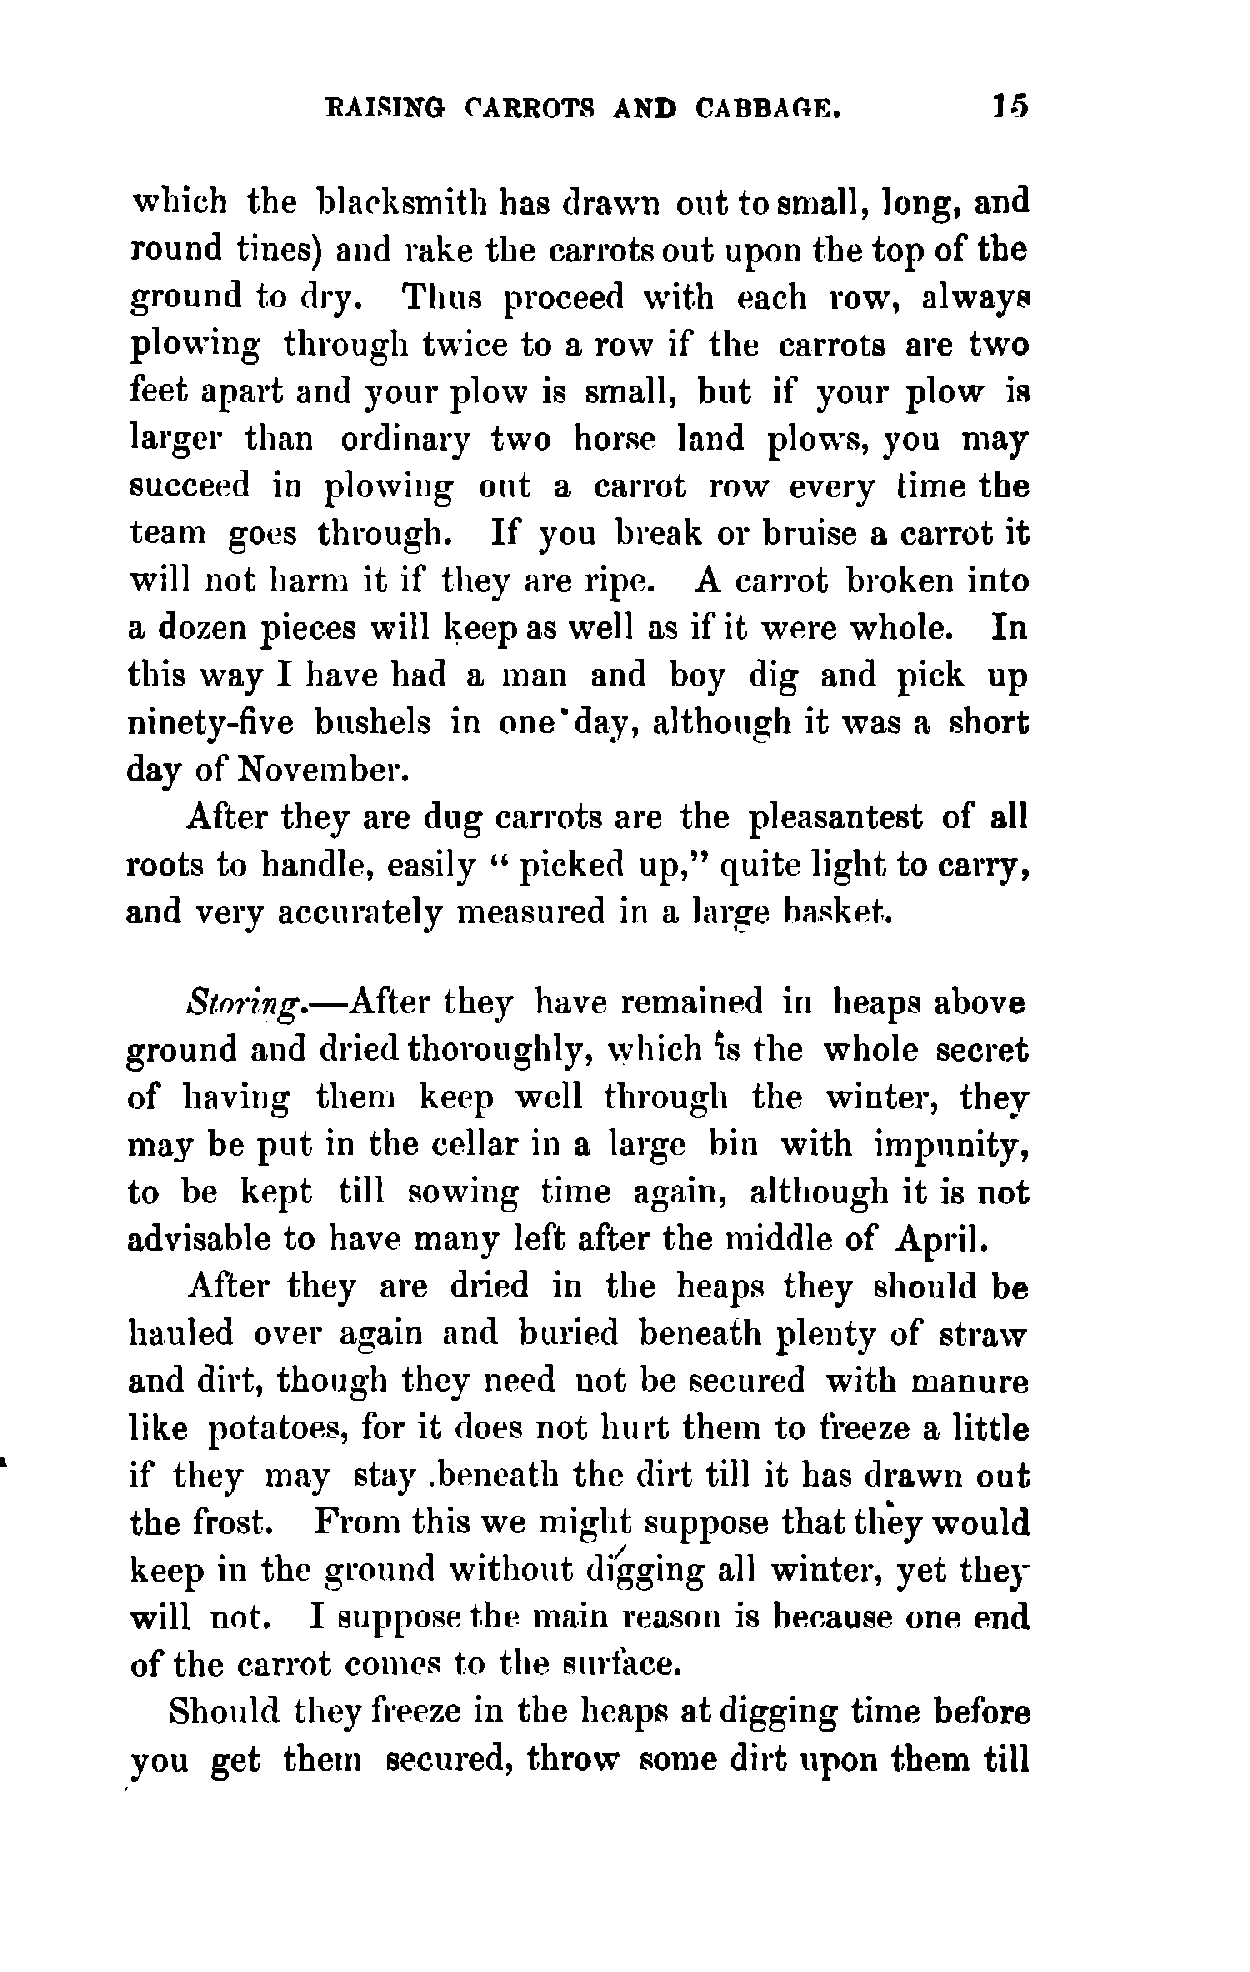 RAISING CARROTS AND CABBAGE. 15
which the blacksmith has drawn out to small, long, and
round tines) and rake the carrots out upon the top of the
ground to dry. Thus proceed with each row, always
plowing through twice to a row if the carrots are two
feet apart and your plow is small, but if your plow is
larger than ordinary two horse land plows, you may
succeed in plowing out a carrot row every time the
team goes through. If you break or bruise a carrot it
will not harm it if they are ripe. A carrot broken into
a dozen pieces will keep as well as if it were whole. In
this way I have had a man and boy dig and pick up
ninety-five bushels in one day, although it was a short
day of November.
After they are dug carrots are the pleasantest of all
roots to handle, easily “ picked up,” quite light to carry,
and very accurately measured in a large basket.
Storing.—After they have remained in heaps above
ground and dried thoroughly, which is the whole secret
of having them keep well through the winter, they
may be put in the cellar in a large bin with impunity,
to be kept till sowing time again, although it is not
advisable to have many left after the middle of April.
After they are dried in the heaps they should be
hauled over again and buried beneath plenty of straw
and dirt, though they need not be secured with manure
like potatoes, for it does not hurt them to freeze a little
if they may stay beneath the dirt till it has drawn out
the frost. From this we might suppose that they would
keep in the ground without digging all winter, yet they
will not. I suppose the main reason is because one end
of the carrot comes to the surface.
Should they freeze in the heaps at digging time before
you get them secured, throw some dirt upon them till